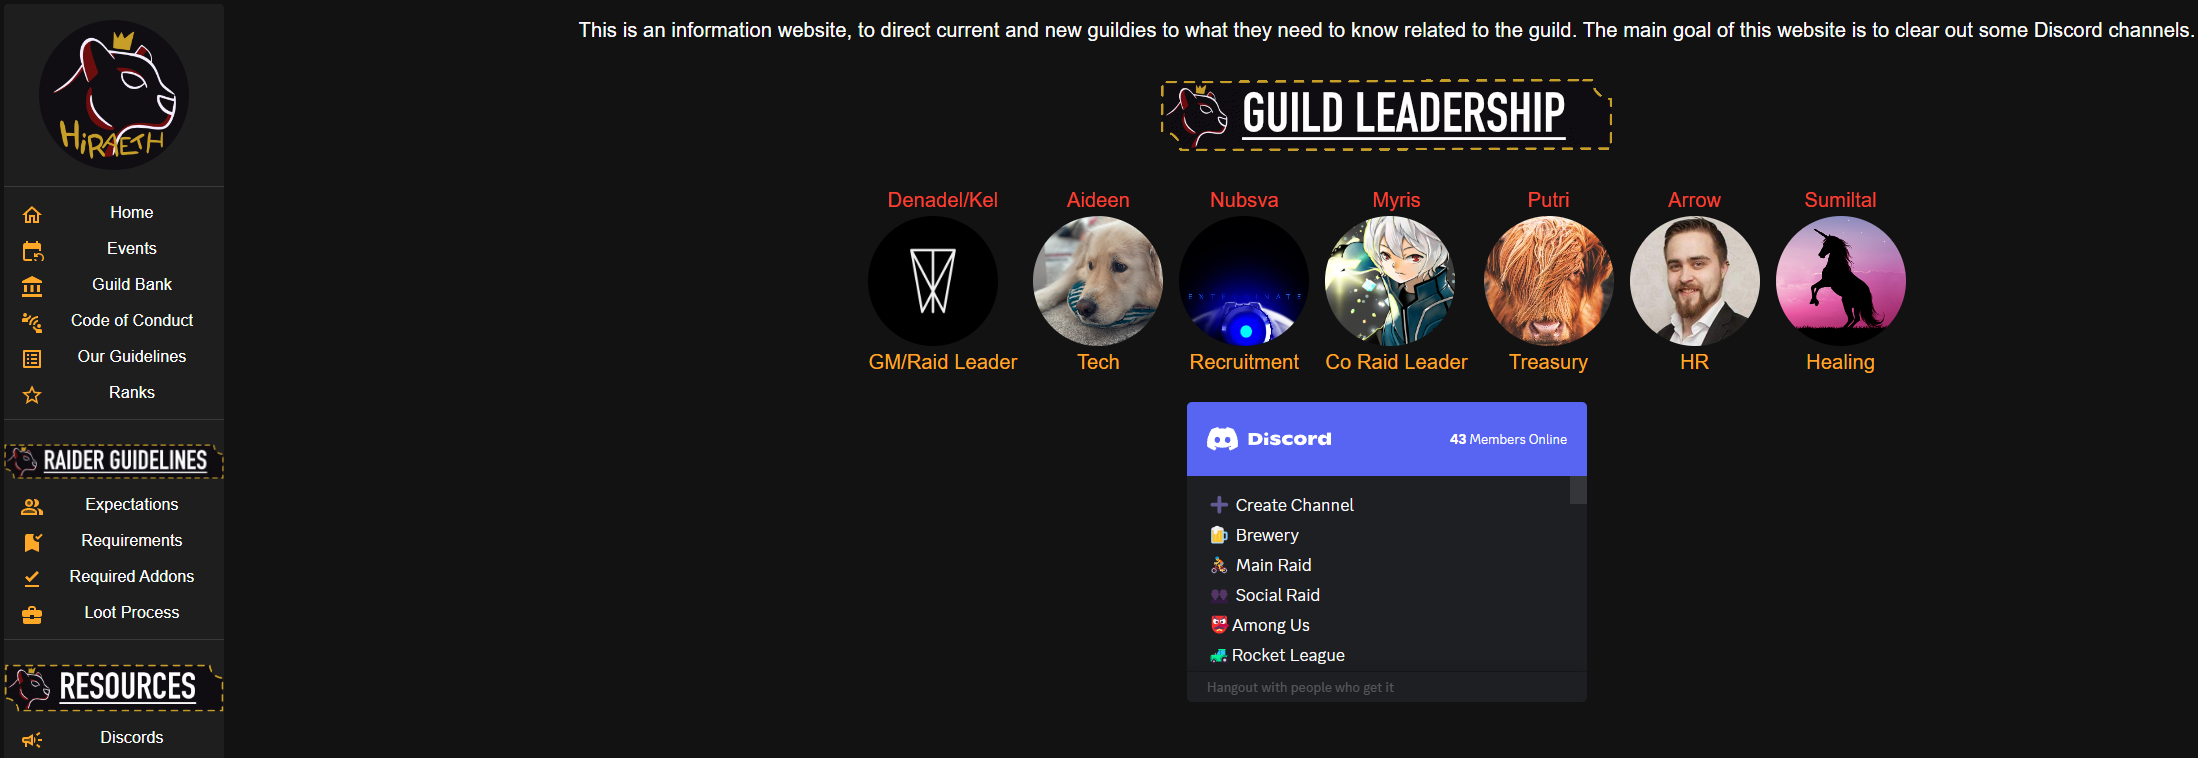 HiRAETH
Home
Events
Guild Bank
Code of Conduct
Our Guidelines
Ranks
RAIDER GUIDELINES
Expectations
Requirements
Required Addons
Loot Process
RESOURCES
Discords
This is an information website, to direct current and new guildies to what they need to know related to the guild. The main goal of this website is to clear out some Discord channels.
GUILD LEADERSHIP
Denadel/Kel Aideen Nubsva Myris Putri Arrow Sumiltal
EXTERMINATE
GM/Raid Leader Tech Recruitment Co Raid Leader Treasury HR Healing
Discord 43 Members Online
Create Channel
Brewery
Main Raid
Social Raid
Among Us
Rocket League
Hangout with people who get it